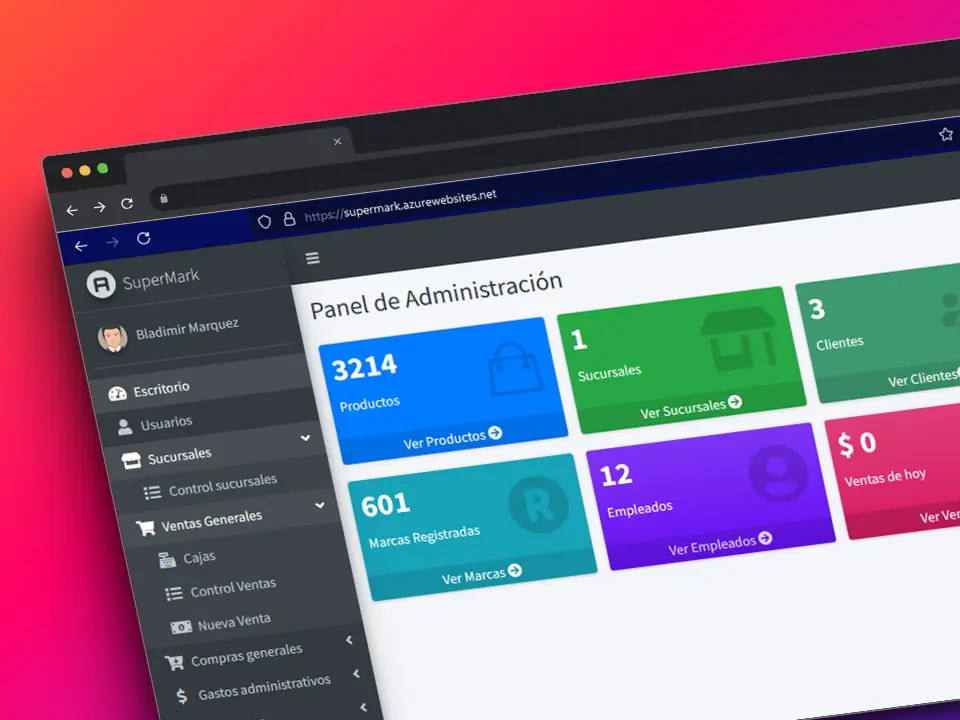 https://supermark.azurewebsites.net
SuperMark
Bladimir Marquez
Escritorio
Usuarios
Sucursales
Control sucursales
Ventas Generales
Cajas
Control Ventas
Nueva Venta
Compras generales
Gastos administrativos
Panel de Administración
3214
Productos
Ver Productos
1
Sucursales
Ver Sucursales
3
Clientes
Ver Clientes
601
Marcas Registradas
Ver Marcas
12
Empleados
Ver Empleados
$ 0
Ventas de hoy
Ver Ven